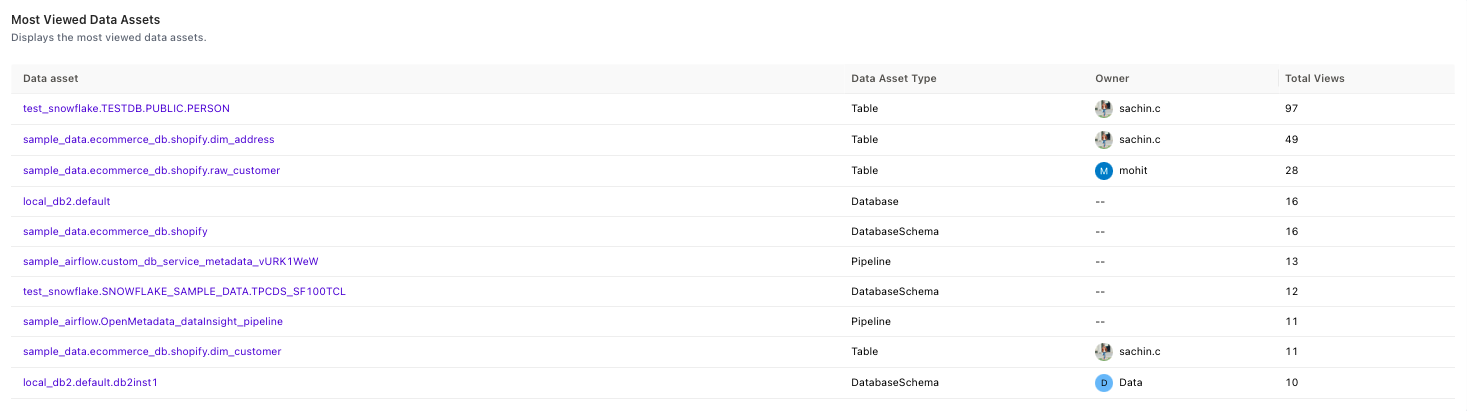 Most Viewed Data Assets
Displays the most viewed data assets.
Data asset Data Asset Type Owner Total Views
test_snowflake.TESTDB.PUBLIC.PERSON Table sachin.c 97
sample_data.ecommerce_db.shopify.dim_address Table sachin.c 49
sample_data.ecommerce_db.shopify.raw_customer Table M mohit 28
local_db2.default Database -- 16
sample_data.ecommerce_db.shopify DatabaseSchema -- 16
sample_airflow.custom_db_service_metadata_vURK1WeW Pipeline -- 13
test_snowflake.SNOWFLAKE_SAMPLE_DATA.TPCDS_SF100TCL DatabaseSchema -- 12
sample_airflow.OpenMetadata_dataInsight_pipeline Pipeline -- 11
sample_data.ecommerce_db.shopify.dim_customer Table sachin.c 11
local_db2.default.db2inst1 DatabaseSchema D Data 10